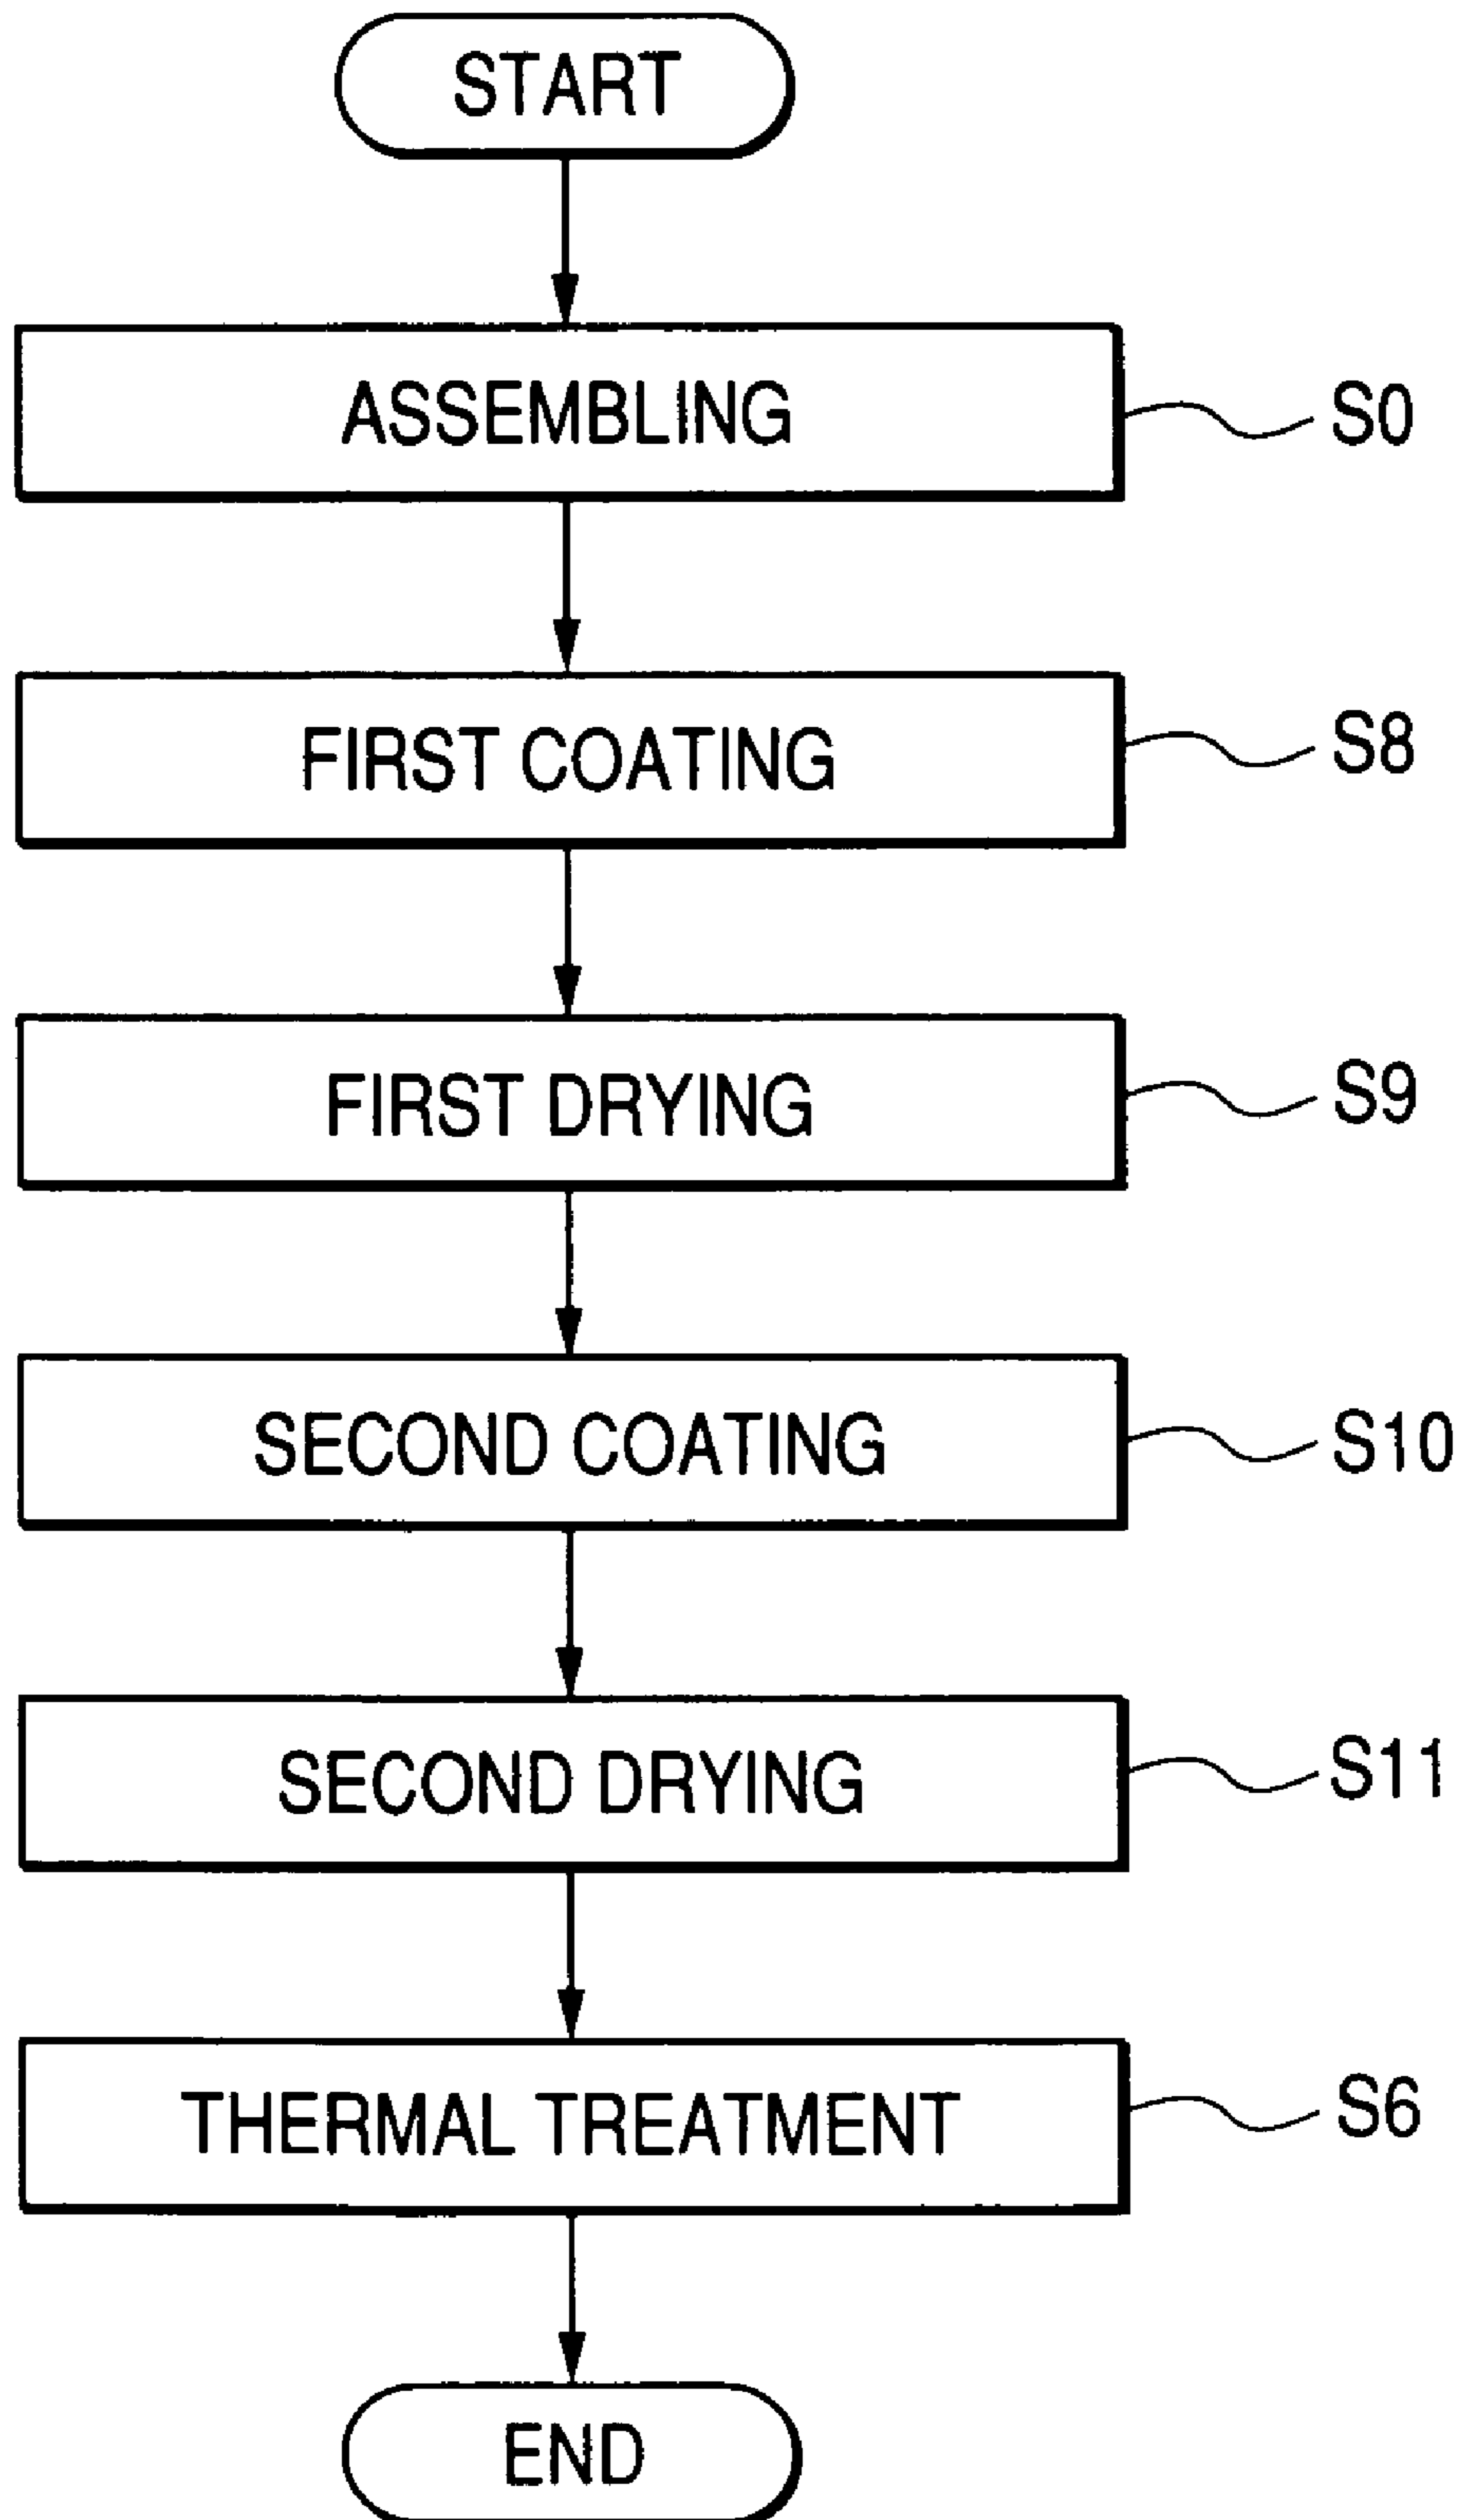 START
ASSEMBLING S0
FIRST COATING S8
FIRST DRYING S9
SECOND COATING S10
SECOND DRYING S11
THERMAL TREATMENT S6
END